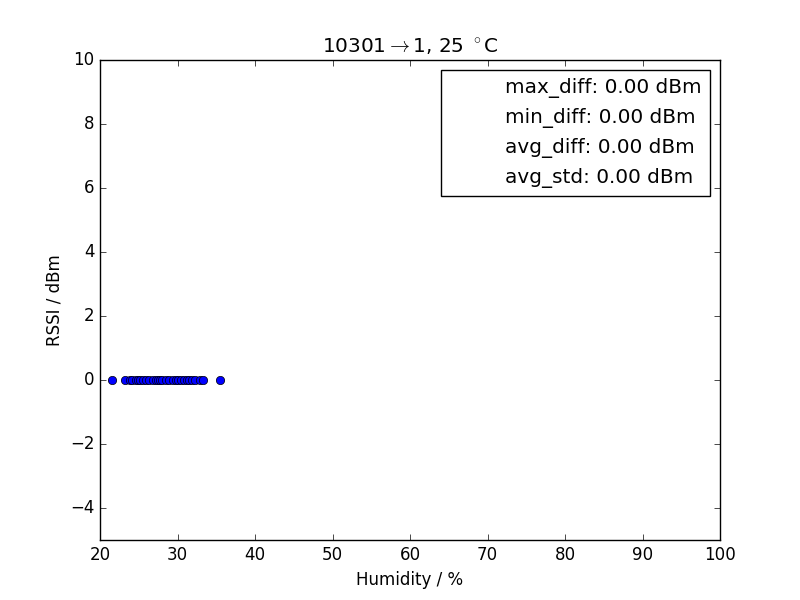 10301→1, 25 °C
max_diff: 0.00 dBm
min_diff: 0.00 dBm
avg_diff: 0.00 dBm
avg_std: 0.00 dBm
RSSI / dBm
10
8
6
4
2
0
−2
−4
20 30 40 50 60 70 80 90 100
Humidity / %